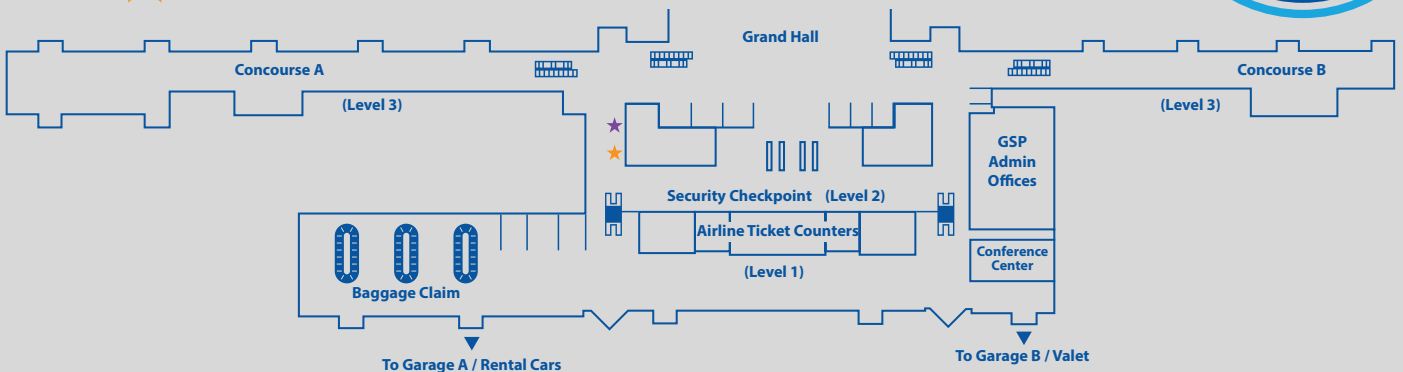 Grand Hall
Concourse A
Concourse B
(Level 3)
(Level 3)
GSP
Admin
Offices
Security Checkpoint (Level 2)
Airline Ticket Counters
Conference
Center
(Level 1)
Baggage Claim
To Garage B / Valet
To Garage A / Rental Cars